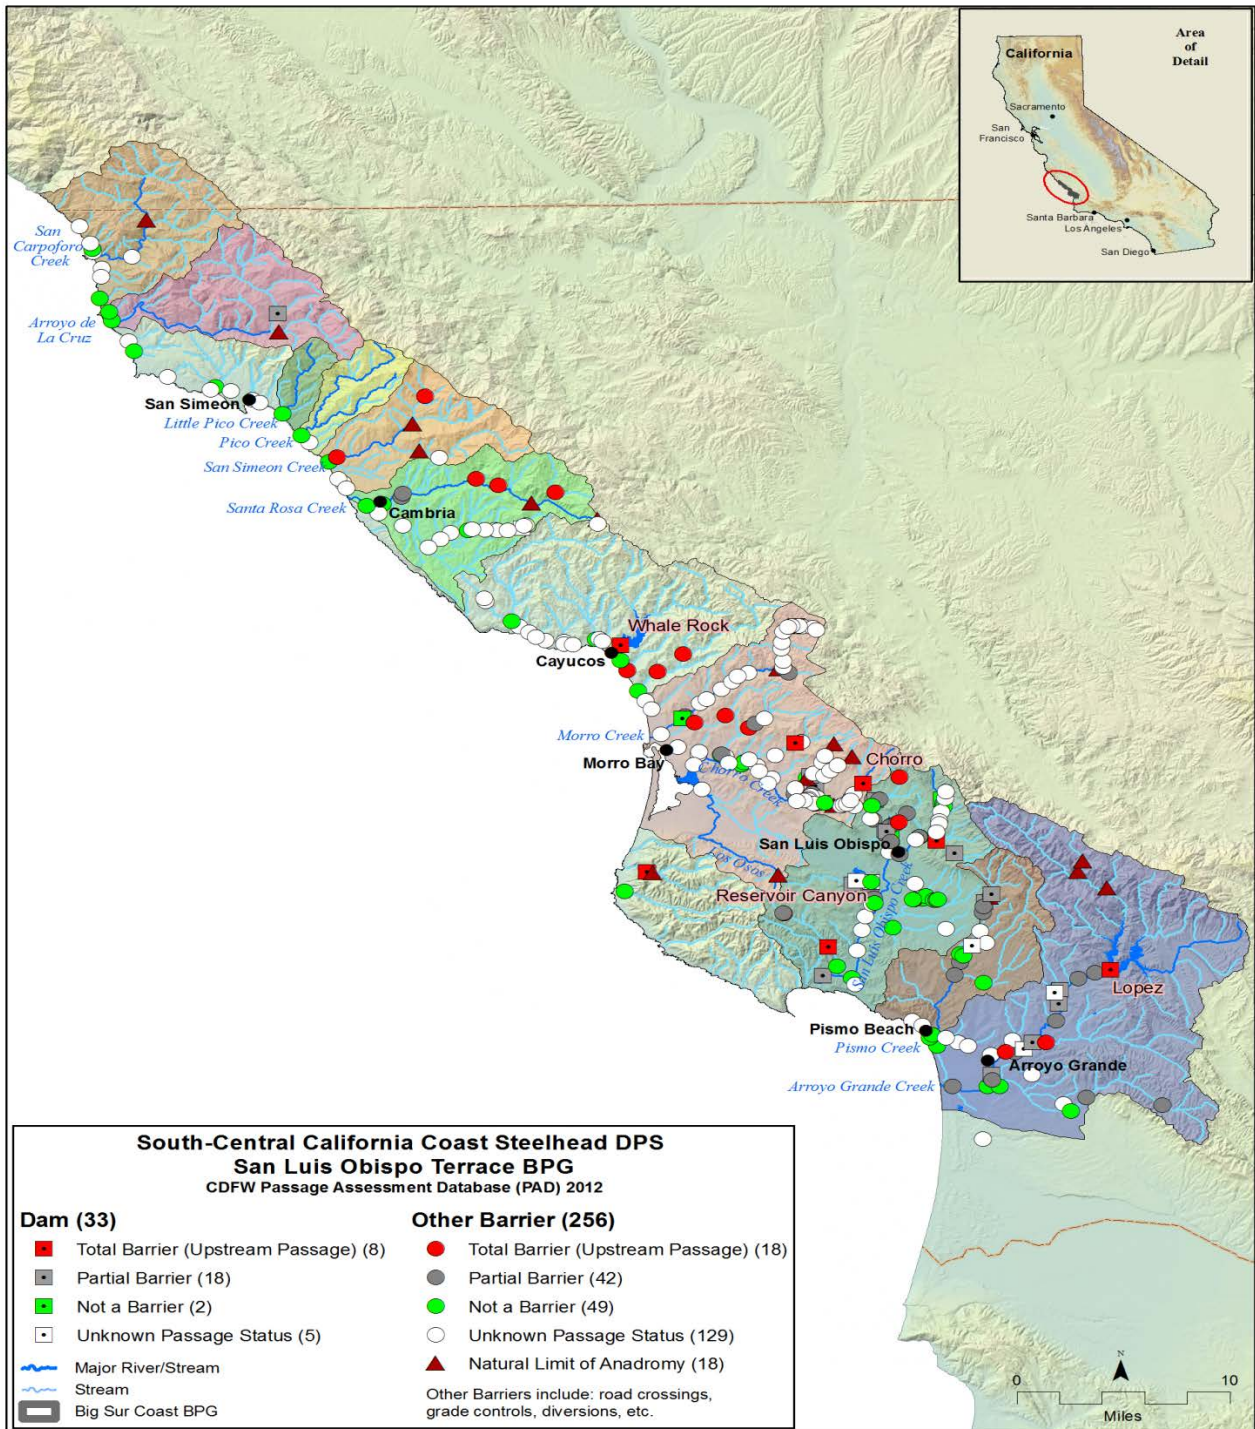 Area
of
Detail
California
Sacramento
San
Francisco
Santa Barbara
Los Angeles
San Diego
San
Carpoforo
Creek
Arroyo de
La Cruz
San Simeon
Little Pico Creek
Pico Creek
San Simeon Creek
Santa Rosa Creek
Cambria
Whale Rock
Cayucos
Morro Creek
Morro Bay
Chorro Creek
Chorro
San Luis Obispo
Los Osos
Reservoir Canyon
San Luis Obispo Creek
Lopez
Pismo Beach
Pismo Creek
Arroyo Grande
Arroyo Grande Creek
South-Central California Coast Steelhead DPS
San Luis Obispo Terrace BPG
CDFW Passage Assessment Database (PAD) 2012
Dam (33)
Total Barrier (Upstream Passage) (8)
Partial Barrier (18)
Not a Barrier (2)
Unknown Passage Status (5)
Major River/Stream
Stream
Big Sur Coast BPG
Other Barrier (256)
Total Barrier (Upstream Passage) (18)
Partial Barrier (42)
Not a Barrier (49)
Unknown Passage Status (129)
Natural Limit of Anadromy (18)
Other Barriers include: road crossings,
grade controls, diversions, etc.
N
0 10
Miles